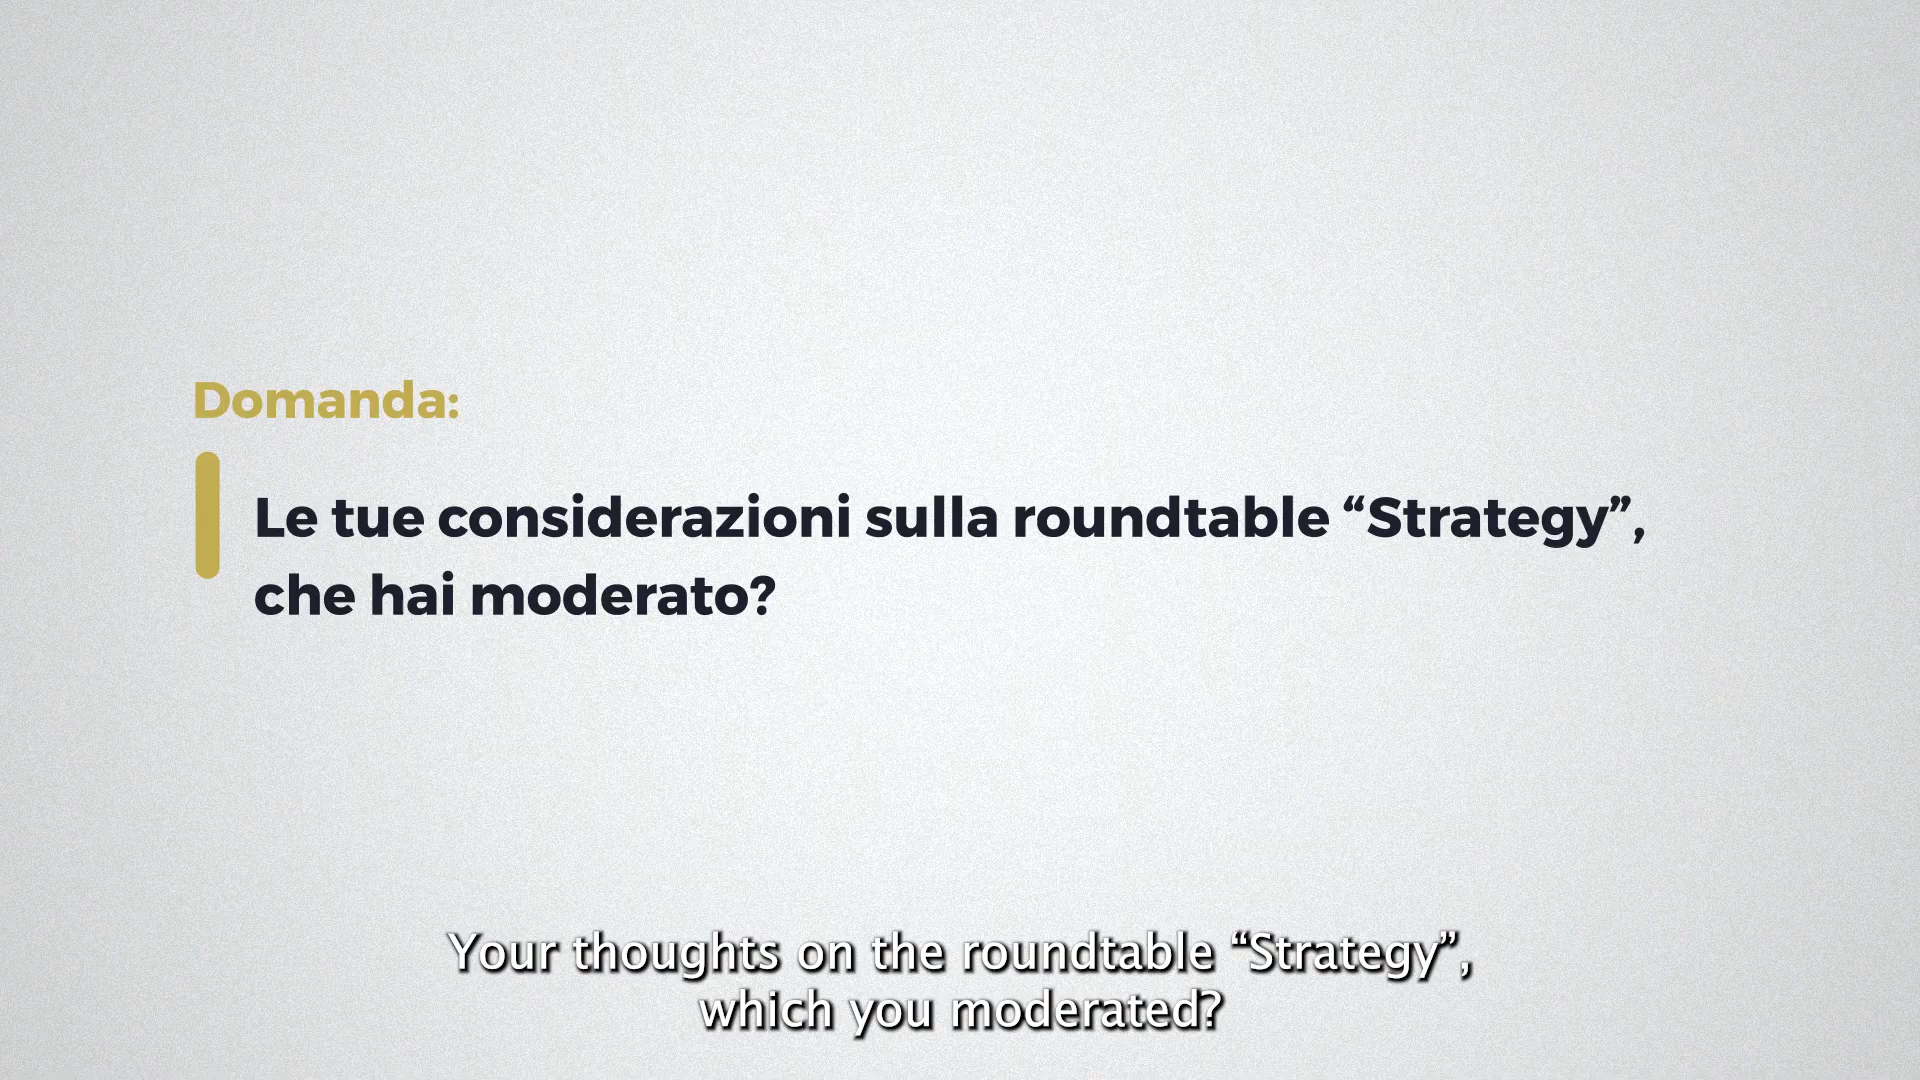 Domanda:
Le tue considerazioni sulla roundtable “Strategy”,
che hai moderato?
Your thoughts on the roundtable “Strategy”,
which you moderated?